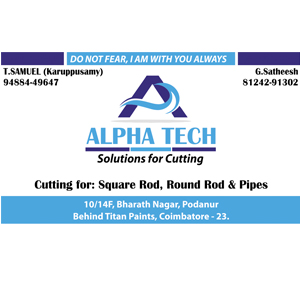 DO NOT FEAR, I AM WITH YOU ALWAYS
T.SAMUEL (Karuppusamy) G.Satheesh
94884-49647 81242-91302
ALPHA TECH
Solutions for Cutting
Cutting for: Square Rod, Round Rod & Pipes
10/14F, Bharath Nagar, Podanur
Behind Titan Paints, Coimbatore - 23.